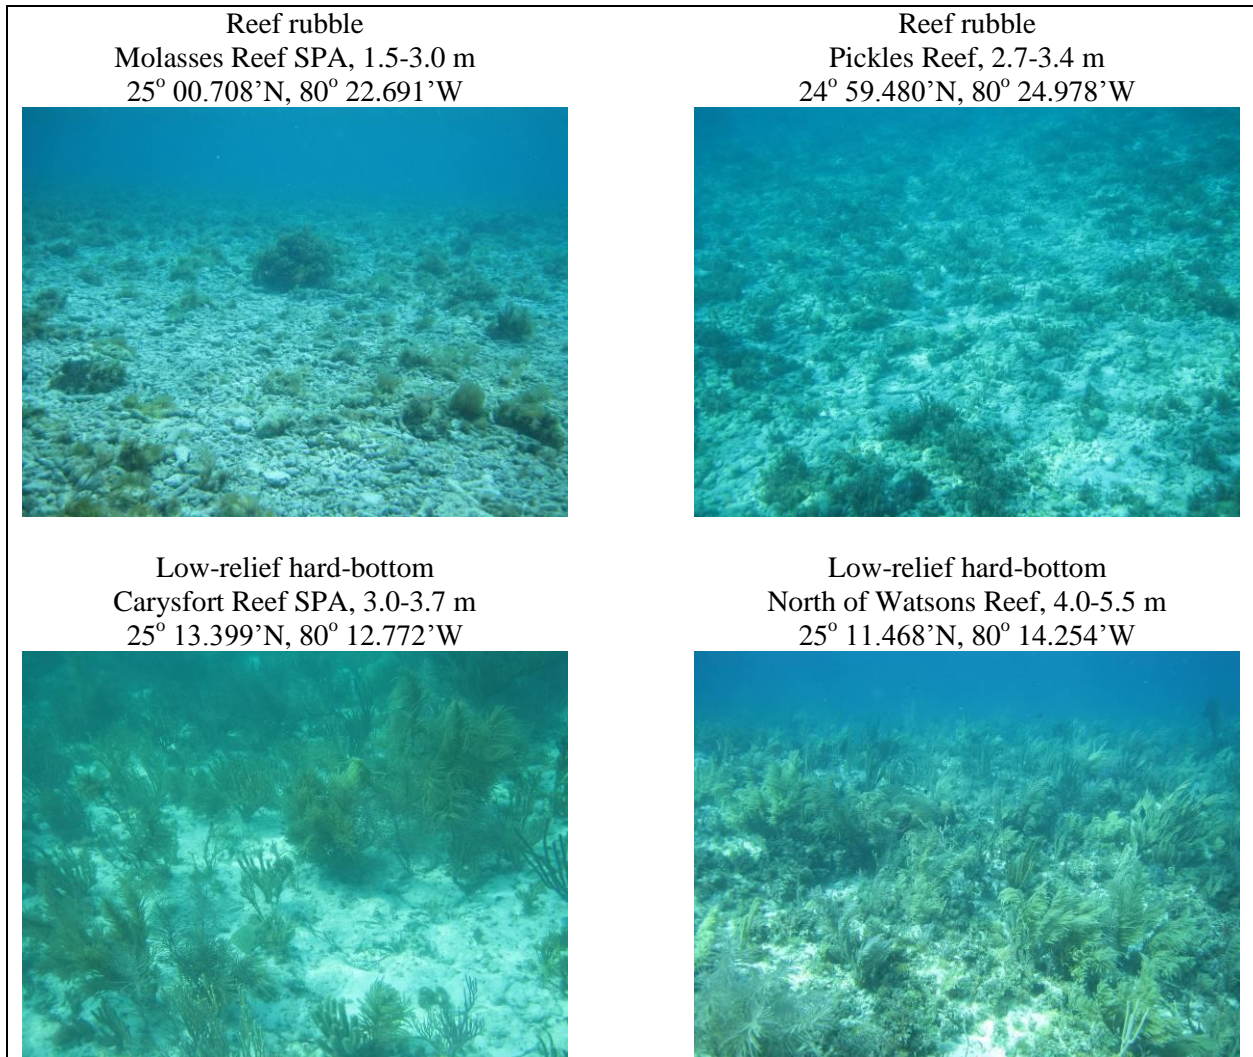 Reef rubble
Molasses Reef SPA, 1.5-3.0 m
25° 00.708’N, 80° 22.691’W
Reef rubble
Pickles Reef, 2.7-3.4 m
24° 59.480’N, 80° 24.978’W
Low-relief hard-bottom
Carysfort Reef SPA, 3.0-3.7 m
25° 13.399’N, 80° 12.772’W
Low-relief hard-bottom
North of Watsons Reef, 4.0-5.5 m
25° 11.468’N, 80° 14.254’W